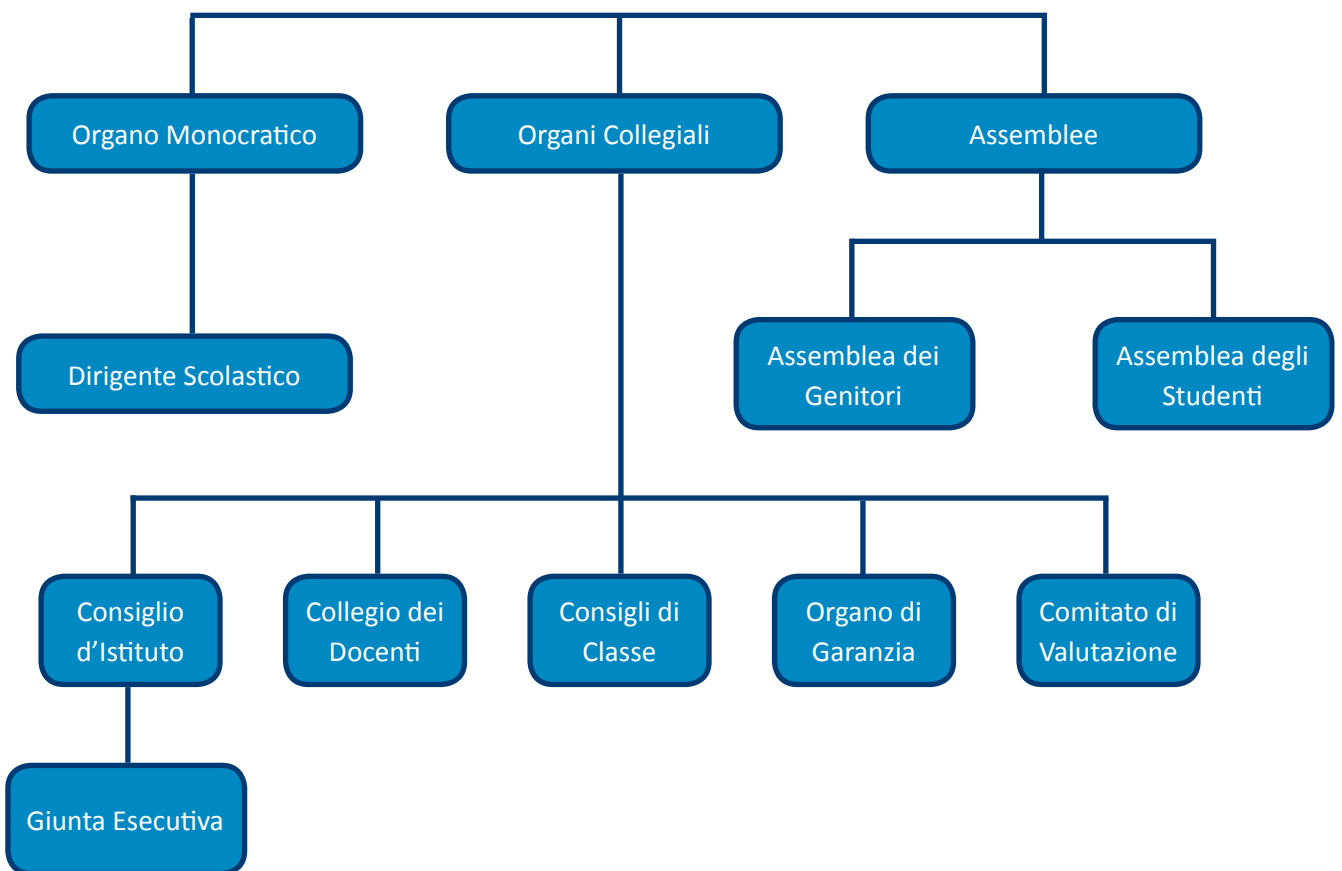 Organo Monocratico
Organi Collegiali
Assemblee
Dirigente Scolastico
Assemblea dei
Genitori
Assemblea degli
Studenti
Consiglio
d’Istituto
Collegio dei
Docenti
Consigli di
Classe
Organo di
Garanzia
Comitato di
Valutazione
Giunta Esecutiva